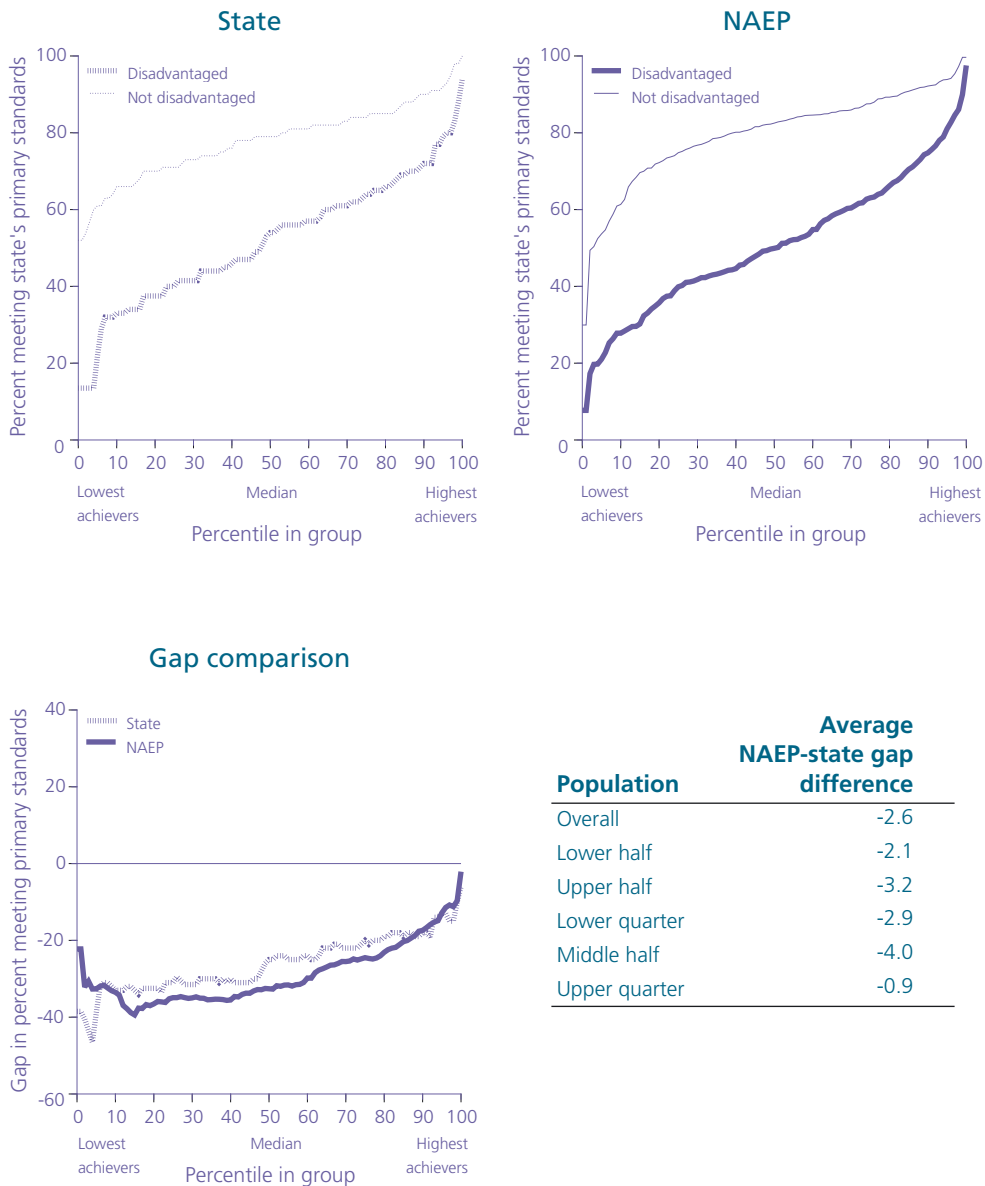 State
Percent meeting state's primary standards
100
80
60
40
20
0
Disadvantaged
Not disadvantaged
0 10 20 30 40 50 60 70 80 90 100
Lowest achievers
Median
Highest achievers
Percentile in group
NAEP
Percent meeting state's primary standards
100
80
60
40
20
0
Disadvantaged
Not disadvantaged
0 10 20 30 40 50 60 70 80 90 100
Lowest achievers
Median
Highest achievers
Percentile in group
Gap comparison
Gap in percent meeting primary standards
40
20
0
-20
-40
-60
State
NAEP
0 10 20 30 40 50 60 70 80 90 100
Lowest achievers
Median
Highest achievers
Percentile in group
Average
NAEP-state gap
Population difference
Overall -2.6
Lower half -2.1
Upper half -3.2
Lower quarter -2.9
Middle half -4.0
Upper quarter -0.9